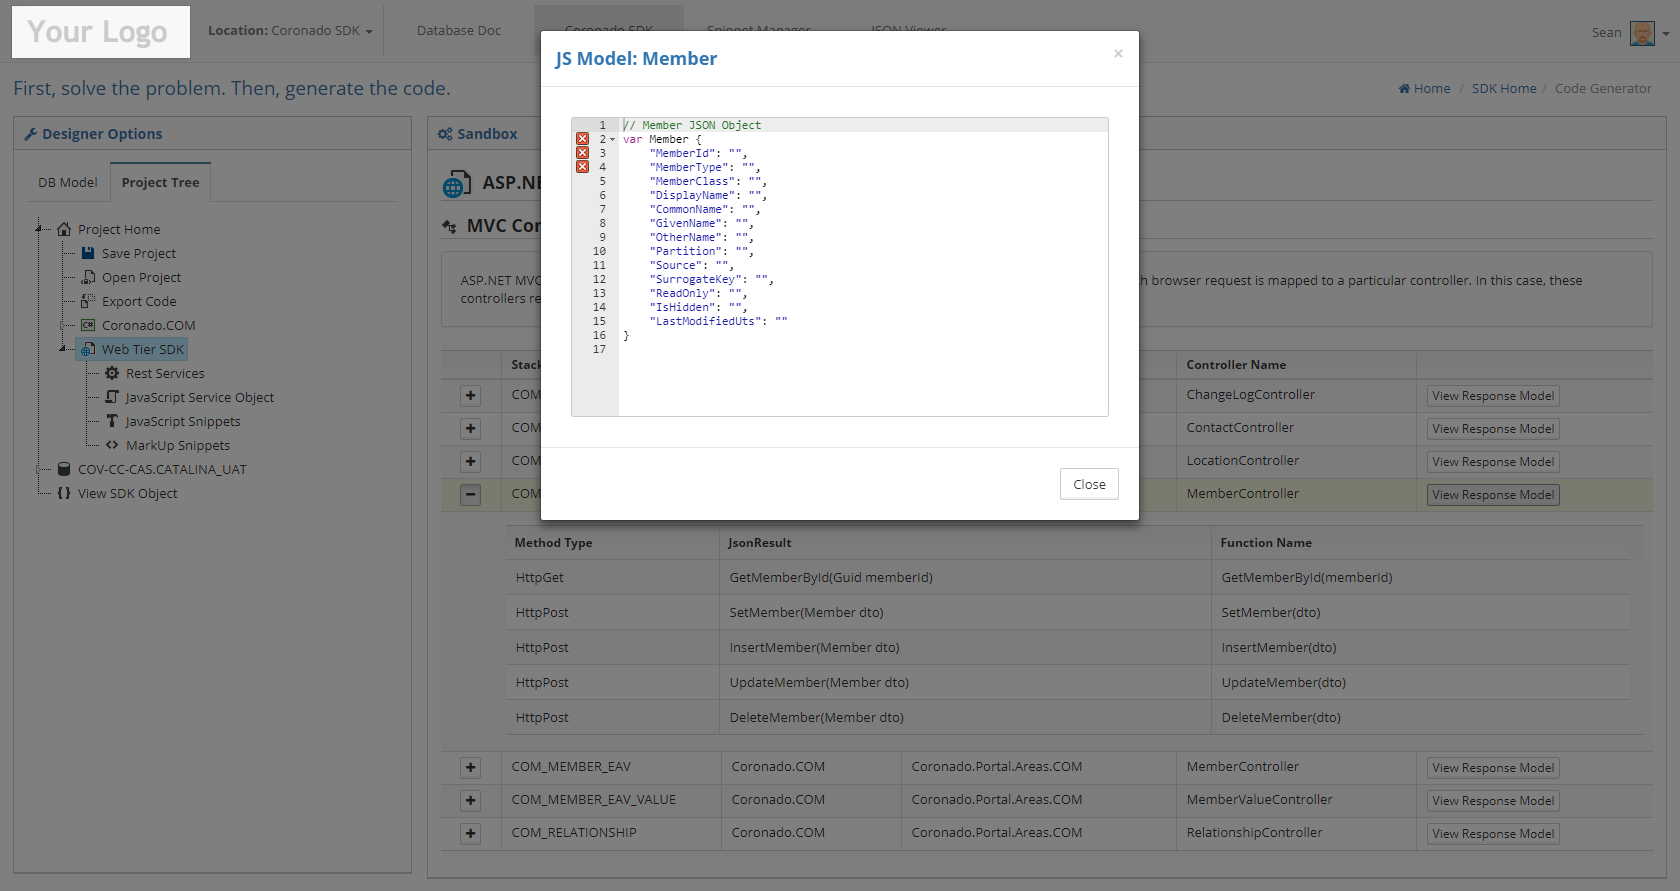 Your Logo
Location: Coronado SDK
Database Doc
Coronado SDK
Snippet Manager
JSON Viewer
Sean
First, solve the problem. Then, generate the code.
Home / SDK Home / Code Generator
Designer Options
DB Model
Project Tree
Project Home
Save Project
Open Project
Export Code
C# Coronado.COM
Web Tier SDK
Rest Services
JavaScript Service Object
JavaScript Snippets
MarkUp Snippets
COV-CC-CAS.CATALINA_UAT
View SDK Object
Sandbox
ASP.NE
MVC Con
ASP.NET MVC
h browser request is mapped to a particular controller. In this case, these
controllers re
JS Model: Member
×
1 // Member JSON Object
2 var Member {
3 "MemberId": "",
4 "MemberType": "",
5 "MemberClass": "",
6 "DisplayName": "",
7 "CommonName": "",
8 "GivenName": "",
9 "OtherName": "",
10 "Partition": "",
11 "Source": "",
12 "SurrogateKey": "",
13 "ReadOnly": "",
14 "IsHidden": "",
15 "LastModifiedUts": ""
16 }
17
Close
Stack
Controller Name
COM
ChangeLogController
View Response Model
COM
ContactController
View Response Model
COM
LocationController
View Response Model
COM
MemberController
View Response Model
Method Type JsonResult Function Name
HttpGet GetMemberById(Guid memberId) GetMemberById(memberId)
HttpPost SetMember(Member dto) SetMember(dto)
HttpPost InsertMember(Member dto) InsertMember(dto)
HttpPost UpdateMember(Member dto) UpdateMember(dto)
HttpPost DeleteMember(Member dto) DeleteMember(dto)
COM_MEMBER_EAV Coronado.COM Coronado.Portal.Areas.COM MemberController View Response Model
COM_MEMBER_EAV_VALUE Coronado.COM Coronado.Portal.Areas.COM MemberValueController View Response Model
COM_RELATIONSHIP Coronado.COM Coronado.Portal.Areas.COM RelationshipController View Response Model